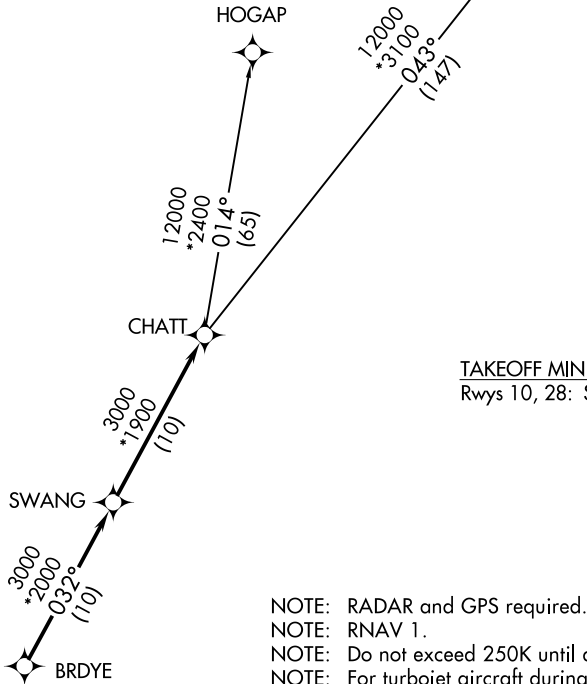 HOGAP
12000
*3100
043°
(147)
12000
*2400
014°
(65)
CHATT
3000
*1900
(10)
TAKEOFF MIN
Rwys 10, 28:
SWANG
3000
*2000
032°
(10)
BRDYE
NOTE: RADAR and GPS required.
NOTE: RNAV 1.
NOTE: Do not exceed 250K until
NOTE: For turbojet aircraft during